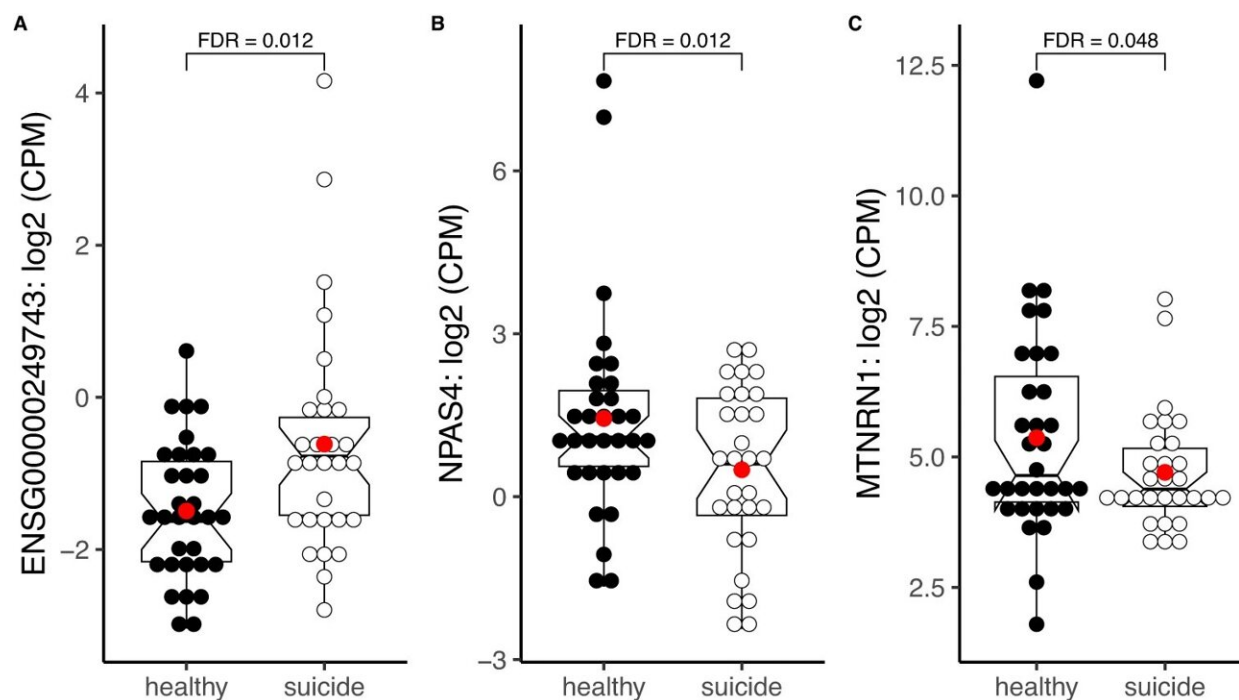 A
FDR = 0.012
ENSG00000249743: log2 (CPM)
4
2
0
−2
healthy
suicide
B
FDR = 0.012
NPAS4: log2 (CPM)
6
3
0
−3
healthy
suicide
C
FDR = 0.048
MTNRN1: log2 (CPM)
12.5
10.0
7.5
5.0
2.5
healthy
suicide